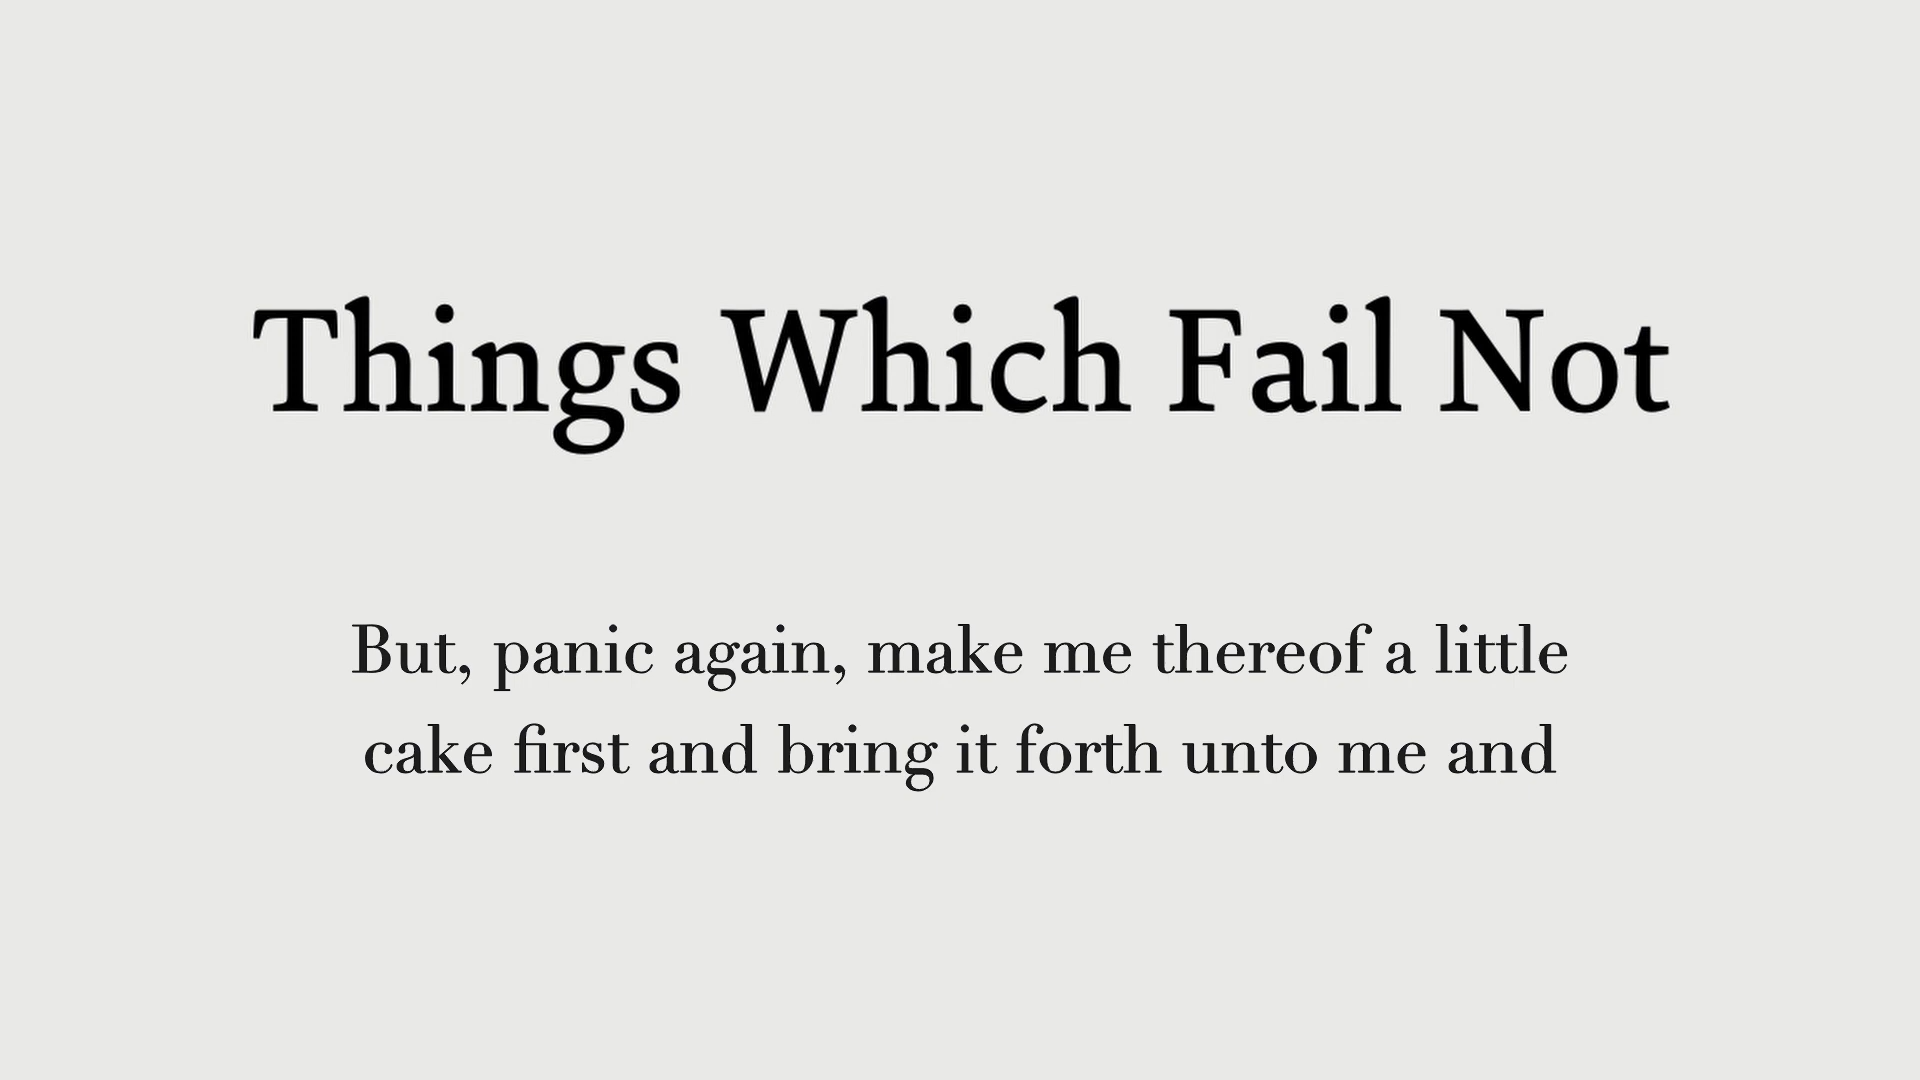 Things Which Fail Not
But, panic again, make me thereof a little
cake first and bring it forth unto me and